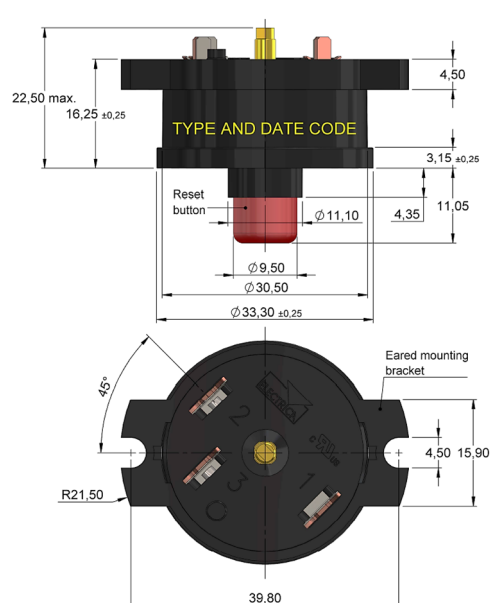 22,50 max.
16,25 ±0,25
4,50
TYPE AND DATE CODE
3,15 ±0,25
Reset
button
Ø11,10
4,35
11,05
Ø9,50
Ø30,50
Ø33,30 ±0,25
45°
Eared mounting
bracket
2
1
3
4,50
15,90
R21,50
39,80